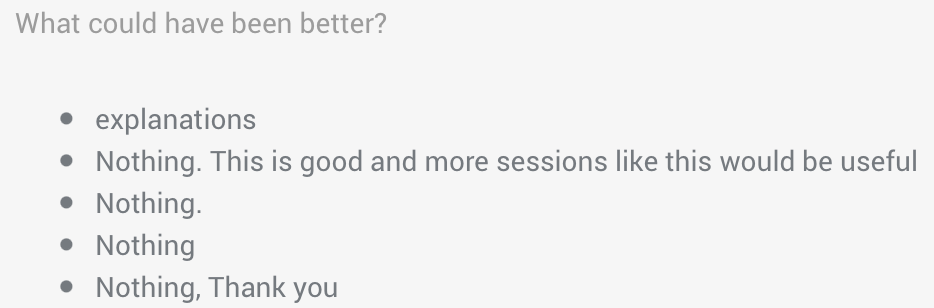 What could have been better?
explanations
Nothing. This is good and more sessions like this would be useful
Nothing.
Nothing
Nothing, Thank you